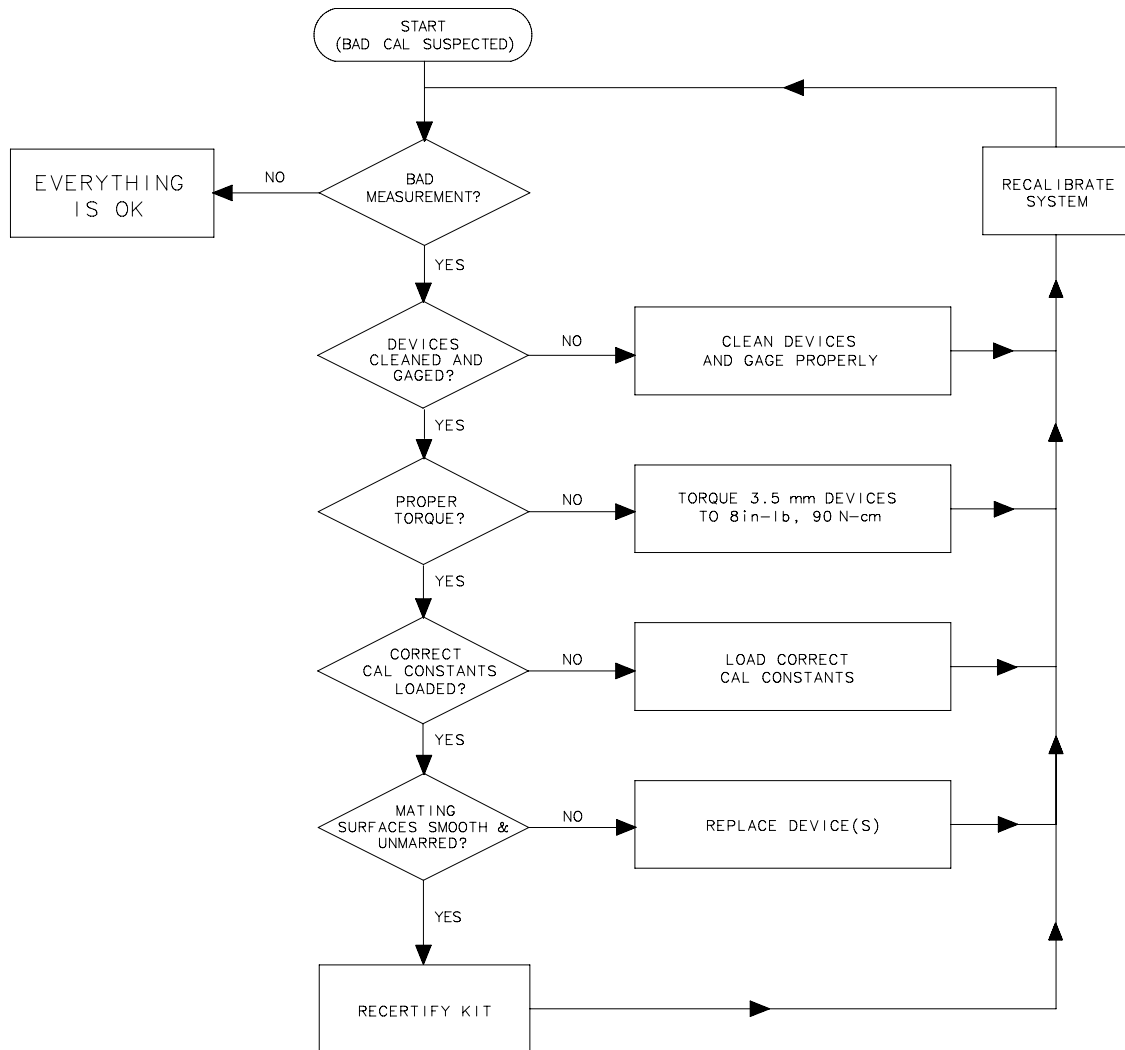 START
(BAD CAL SUSPECTED)
EVERYTHING
IS OK
NO
BAD
MEASUREMENT?
RECALIBRATE
SYSTEM
YES
DEVICES
CLEANED AND
GAGED?
NO
CLEAN DEVICES
AND GAGE PROPERLY
YES
PROPER
TORQUE?
NO
TORQUE 3.5 mm DEVICES
TO 8in-lb, 90 N-cm
YES
CORRECT
CAL CONSTANTS
LOADED?
NO
LOAD CORRECT
CAL CONSTANTS
YES
MATING
SURFACES SMOOTH &
UNMARRED?
NO
REPLACE DEVICE(S)
YES
RECERTIFY KIT